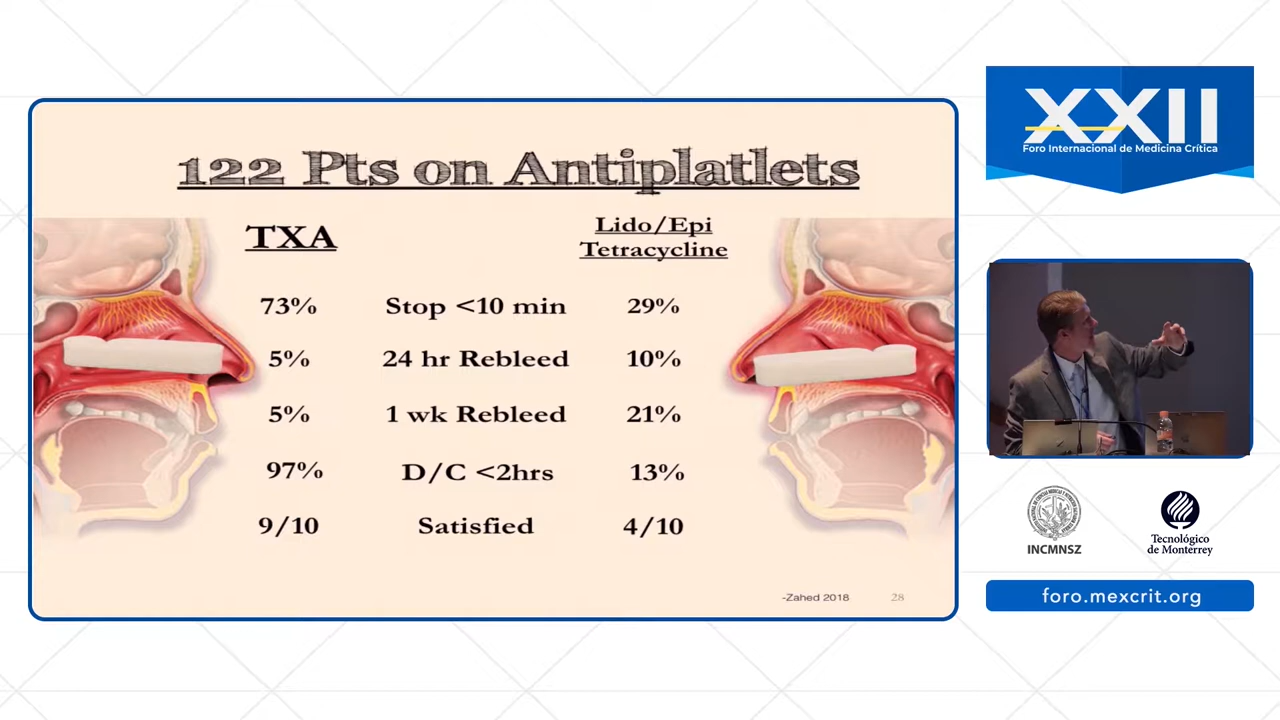 122 Pts on Antiplatlets
TXA
Lido/Epi
Tetracycline
73% Stop <10 min 29%
5% 24 hr Rebleed 10%
5% 1 wk Rebleed 21%
97% D/C <2hrs 13%
9/10 Satisfied 4/10
-Zahed 2018 28
XXII
Foro Internacional de Medicina Crítica
INCMNSZ
Tecnológico
de Monterrey
foro.mexcrit.org